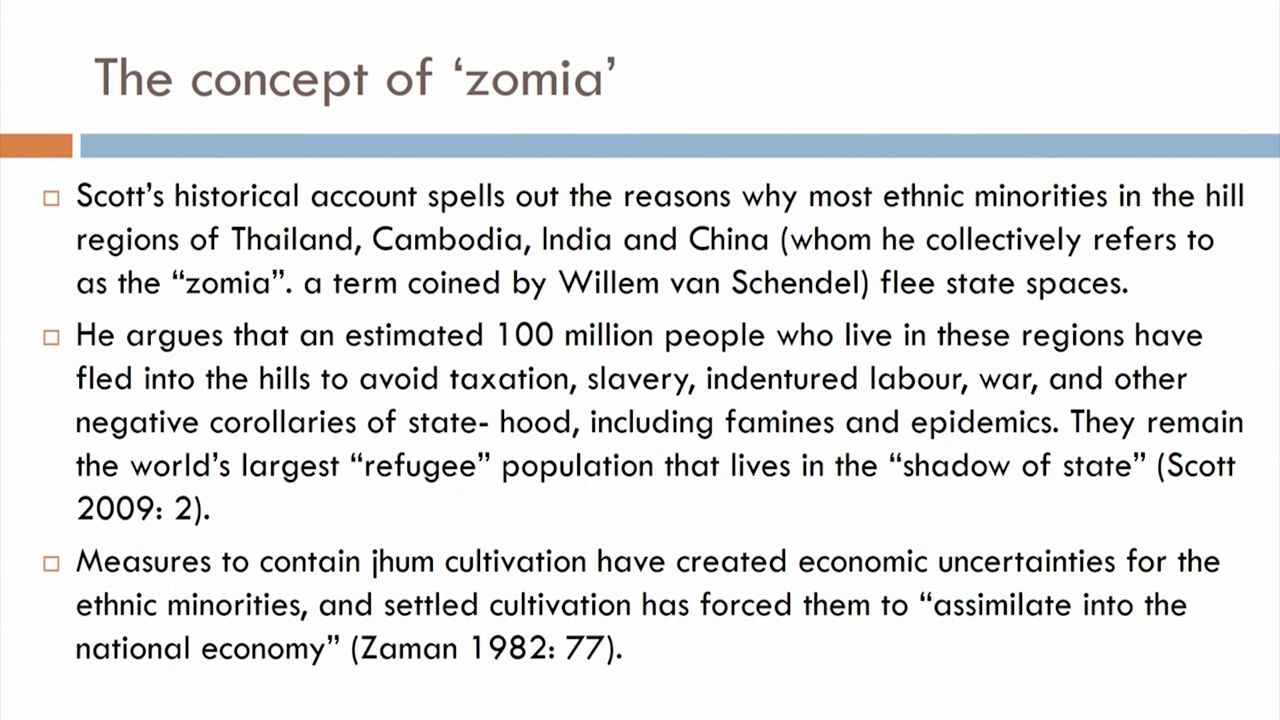 The concept of ‘zomia’
Scott’s historical account spells out the reasons why most ethnic minorities in the hill
regions of Thailand, Cambodia, India and China (whom he collectively refers to
as the “zomia”. a term coined by Willem van Schendel) flee state spaces.
He argues that an estimated 100 million people who live in these regions have
fled into the hills to avoid taxation, slavery, indentured labour, war, and other
negative corollaries of state- hood, including famines and epidemics. They remain
the world’s largest “refugee” population that lives in the “shadow of state” (Scott
2009: 2).
Measures to contain jhum cultivation have created economic uncertainties for the
ethnic minorities, and settled cultivation has forced them to “assimilate into the
national economy” (Zaman 1982: 77).